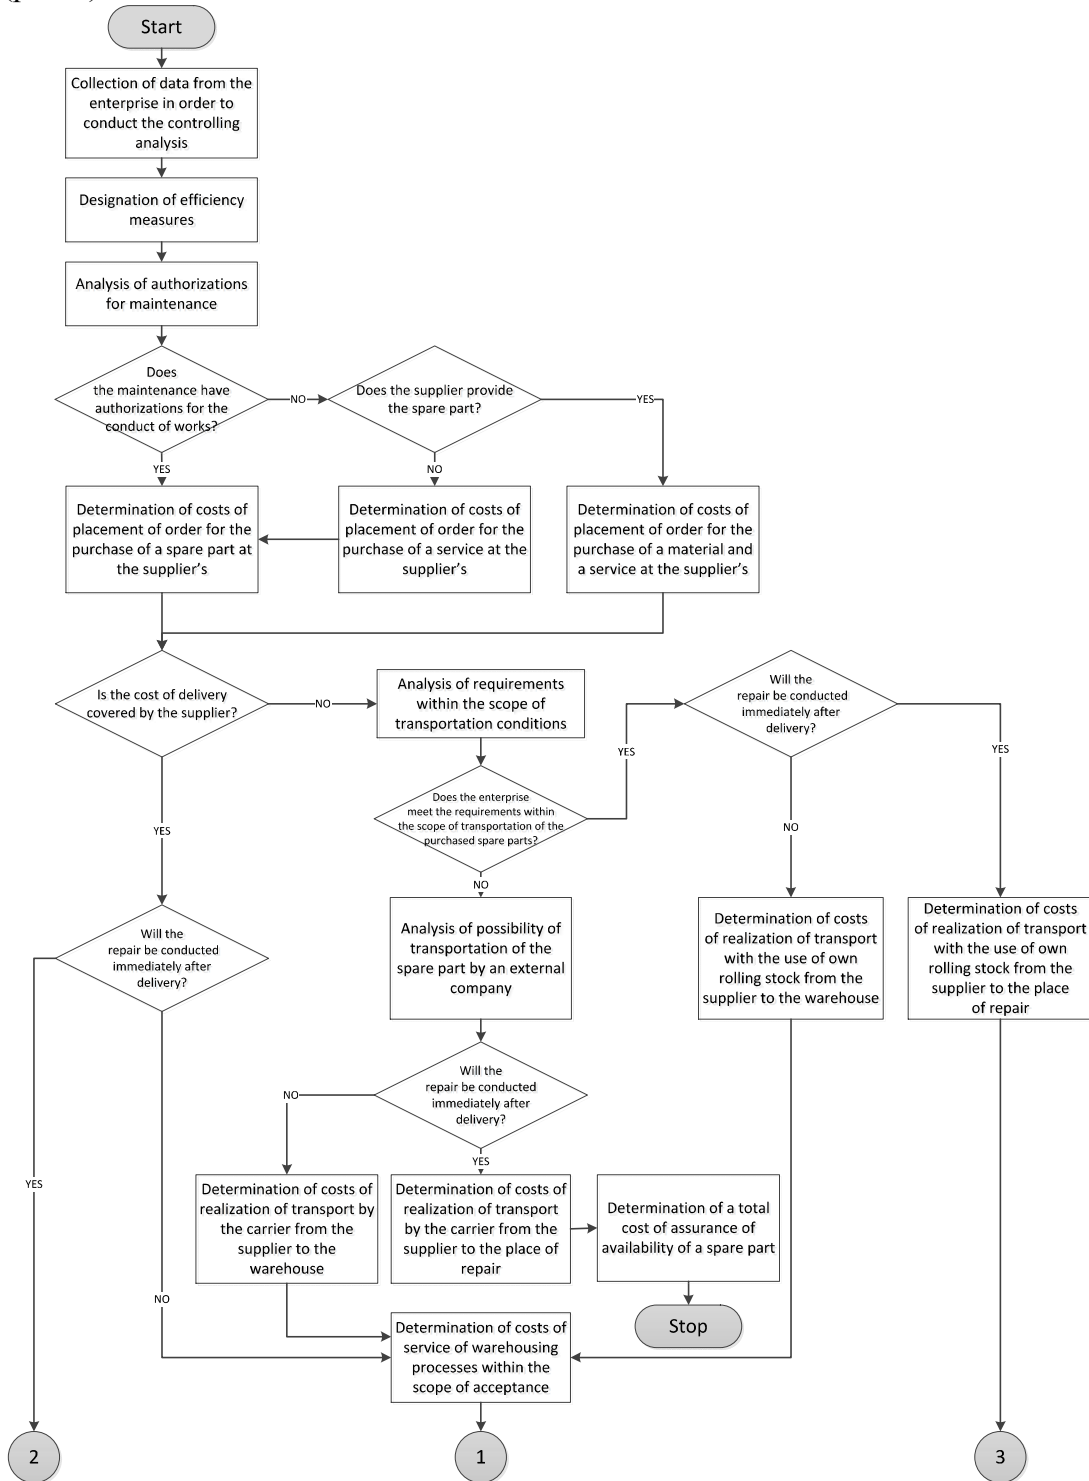 Start
Collection of data from the
enterprise in order to
conduct the controlling
analysis
Designation of efficiency
measures
Analysis of authorizations
for maintenance
Does
the maintenance have
authorizations for the
conduct of works?
NO
Does the supplier provide
the spare part?
YES
YES
NO
Determination of costs of
placement of order for the
purchase of a spare part at
the supplier's
Determination of costs of
placement of order for the
purchase of a service at the
supplier's
Determination of costs of
placement of order for the
purchase of a material and
a service at the supplier's
Is the cost of delivery
covered by the supplier?
NO
Analysis of requirements
within the scope of
transportation conditions
Will the
repair be conducted
immediately after
delivery?
YES
YES
Does the enterprise
meet the requirements within
the scope of transportation of the
purchased spare parts?
YES
NO
NO
Will the
repair be conducted
immediately after
delivery?
Analysis of possibility of
transportation of the
spare part by an external
company
Determination of costs
of realization of transport
with the use of own
rolling stock from the
supplier to the warehouse
Determination of costs
of realization of transport
with the use of own
rolling stock from the
supplier to the place
of repair
Will the
repair be conducted
immediately after
delivery?
NO
YES
YES
Determination of costs of
realization of transport by
the carrier from the
supplier to the
warehouse
Determination of costs of
realization of transport
by the carrier from the
supplier to the place of
repair
Determination of a total
cost of assurance of
availability of a spare part
NO
Stop
Determination of costs of
service of warehousing
processes within the
scope of acceptance
2
1
3